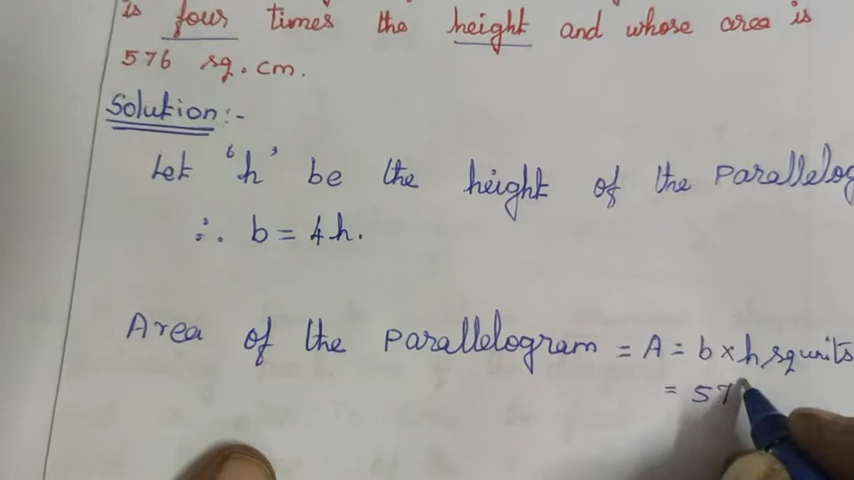 is four times the height and whose area is
576 sq.cm.
Solution:-
Let 'h' be the height of the Parallelog
∴ b = 4h.
Area of the Parallelogram = A = b × h sq units
= 57